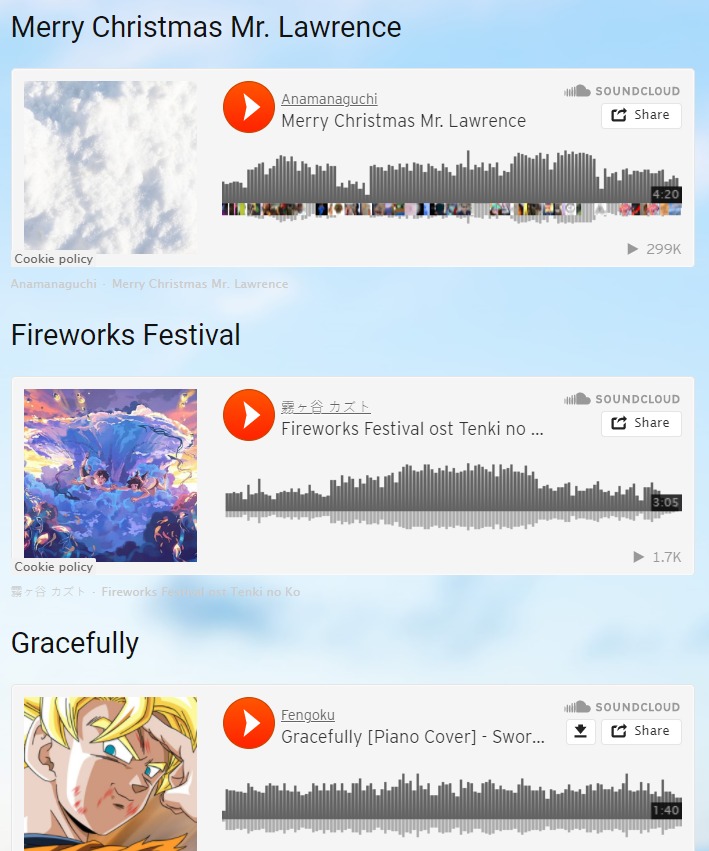 Merry Christmas Mr. Lawrence
Anamanaguchi
SOUNDCLOUD
Merry Christmas Mr. Lawrence
Share
4:20
299K
Cookie policy
Anamanaguchi · Merry Christmas Mr. Lawrence
Fireworks Festival
霧ヶ谷 カズト
SOUNDCLOUD
Fireworks Festival ost Tenki no ...
Share
3:05
1.7K
Cookie policy
霧ヶ谷 カズト · Fireworks Festival ost Tenki no Ko
Gracefully
Fengoku
SOUNDCLOUD
Gracefully [Piano Cover] - Swor...
Share
1:40